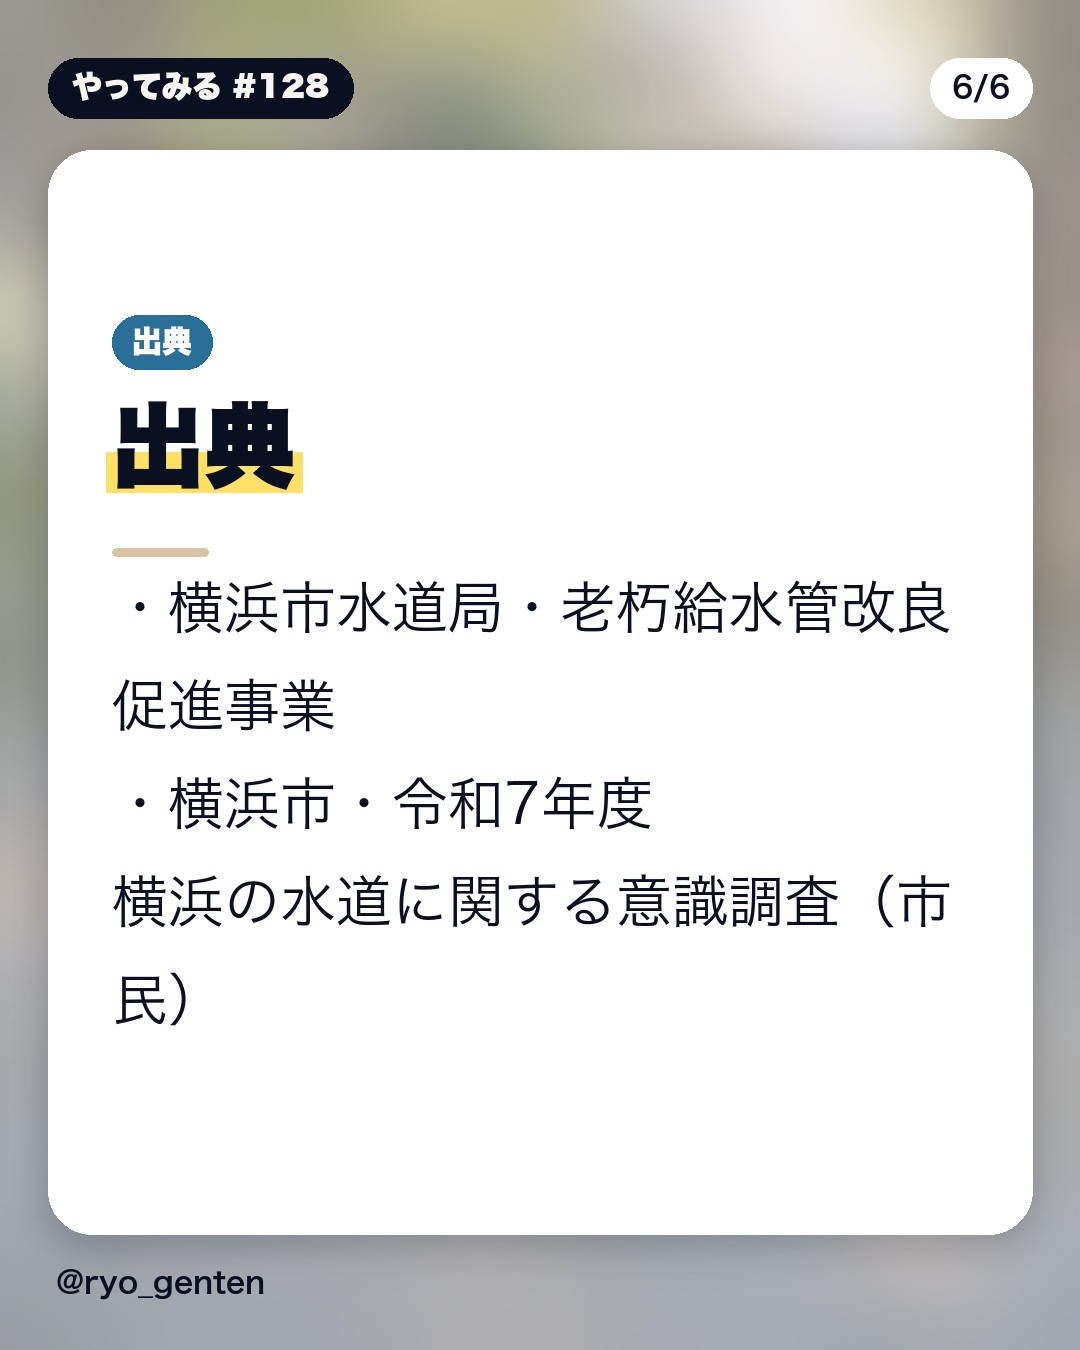 やってみる #128
6/6
出典
出典
・横浜市水道局・老朽給水管改良
促進事業
・横浜市・令和7年度
横浜の水道に関する意識調査（市
民）
@ryo_genten